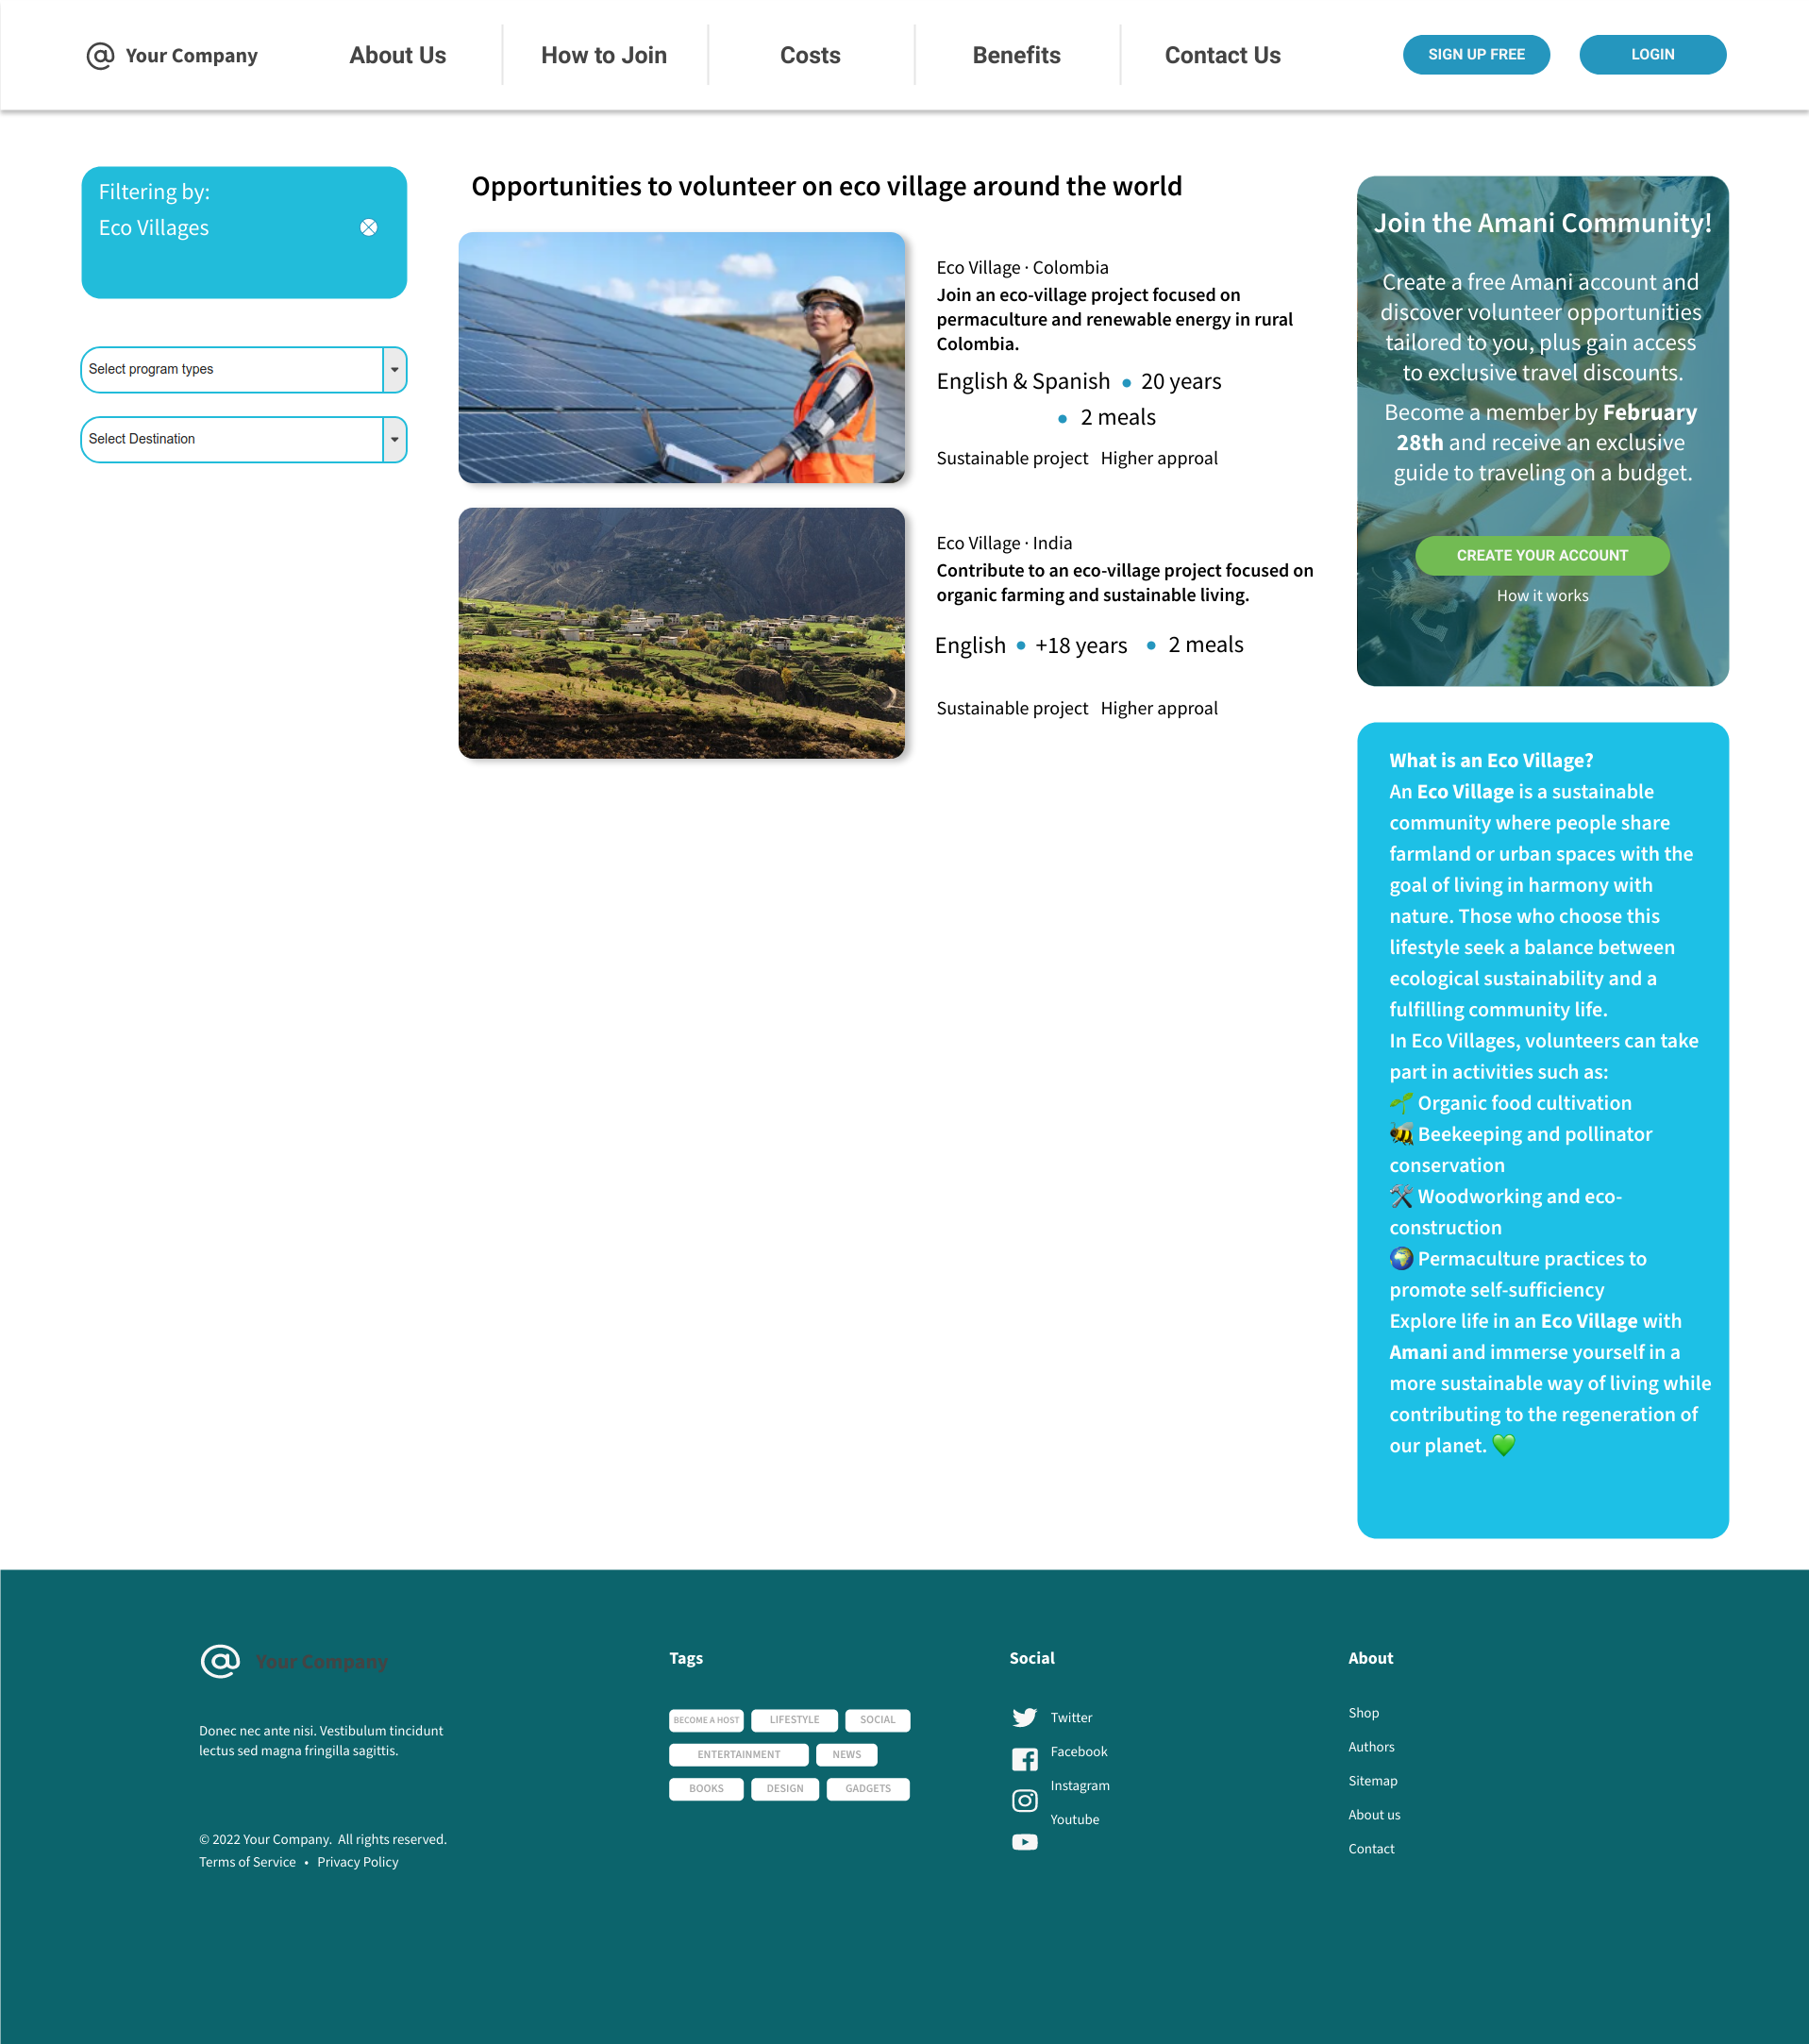 Your Company
About Us
How to Join
Costs
Benefits
Contact Us
SIGN UP FREE
LOGIN
Filtering by:
Eco Villages
Select program types
Select Destination
Opportunities to volunteer on eco village around the world
Eco Village · Colombia
Join an eco-village project focused on
permaculture and renewable energy in rural
Colombia.
English & Spanish • 20 years
• 2 meals
Sustainable project Higher approal
Eco Village · India
Contribute to an eco-village project focused on
organic farming and sustainable living.
English • +18 years • 2 meals
Sustainable project Higher approal
Join the Amani Community!
Create a free Amani account and
discover volunteer opportunities
tailored to you, plus gain access
to exclusive travel discounts.
Become a member by February
28th and receive an exclusive
guide to traveling on a budget.
CREATE YOUR ACCOUNT
How it works
What is an Eco Village?
An Eco Village is a sustainable
community where people share
farmland or urban spaces with the
goal of living in harmony with
nature. Those who choose this
lifestyle seek a balance between
ecological sustainability and a
fulfilling community life.
In Eco Villages, volunteers can take
part in activities such as:
🌱 Organic food cultivation
🐝 Beekeeping and pollinator
conservation
🛠️ Woodworking and eco-
construction
🌍 Permaculture practices to
promote self-sufficiency
Explore life in an Eco Village with
Amani and immerse yourself in a
more sustainable way of living while
contributing to the regeneration of
our planet. 💚
Your Company
Donec nec ante nisi. Vestibulum tincidunt
lectus sed magna fringilla sagittis.
© 2022 Your Company. All rights reserved.
Terms of Service • Privacy Policy
Tags
BECOME A HOST
LIFESTYLE
SOCIAL
ENTERTAINMENT
NEWS
BOOKS
DESIGN
GADGETS
Social
Twitter
Facebook
Instagram
Youtube
About
Shop
Authors
Sitemap
About us
Contact